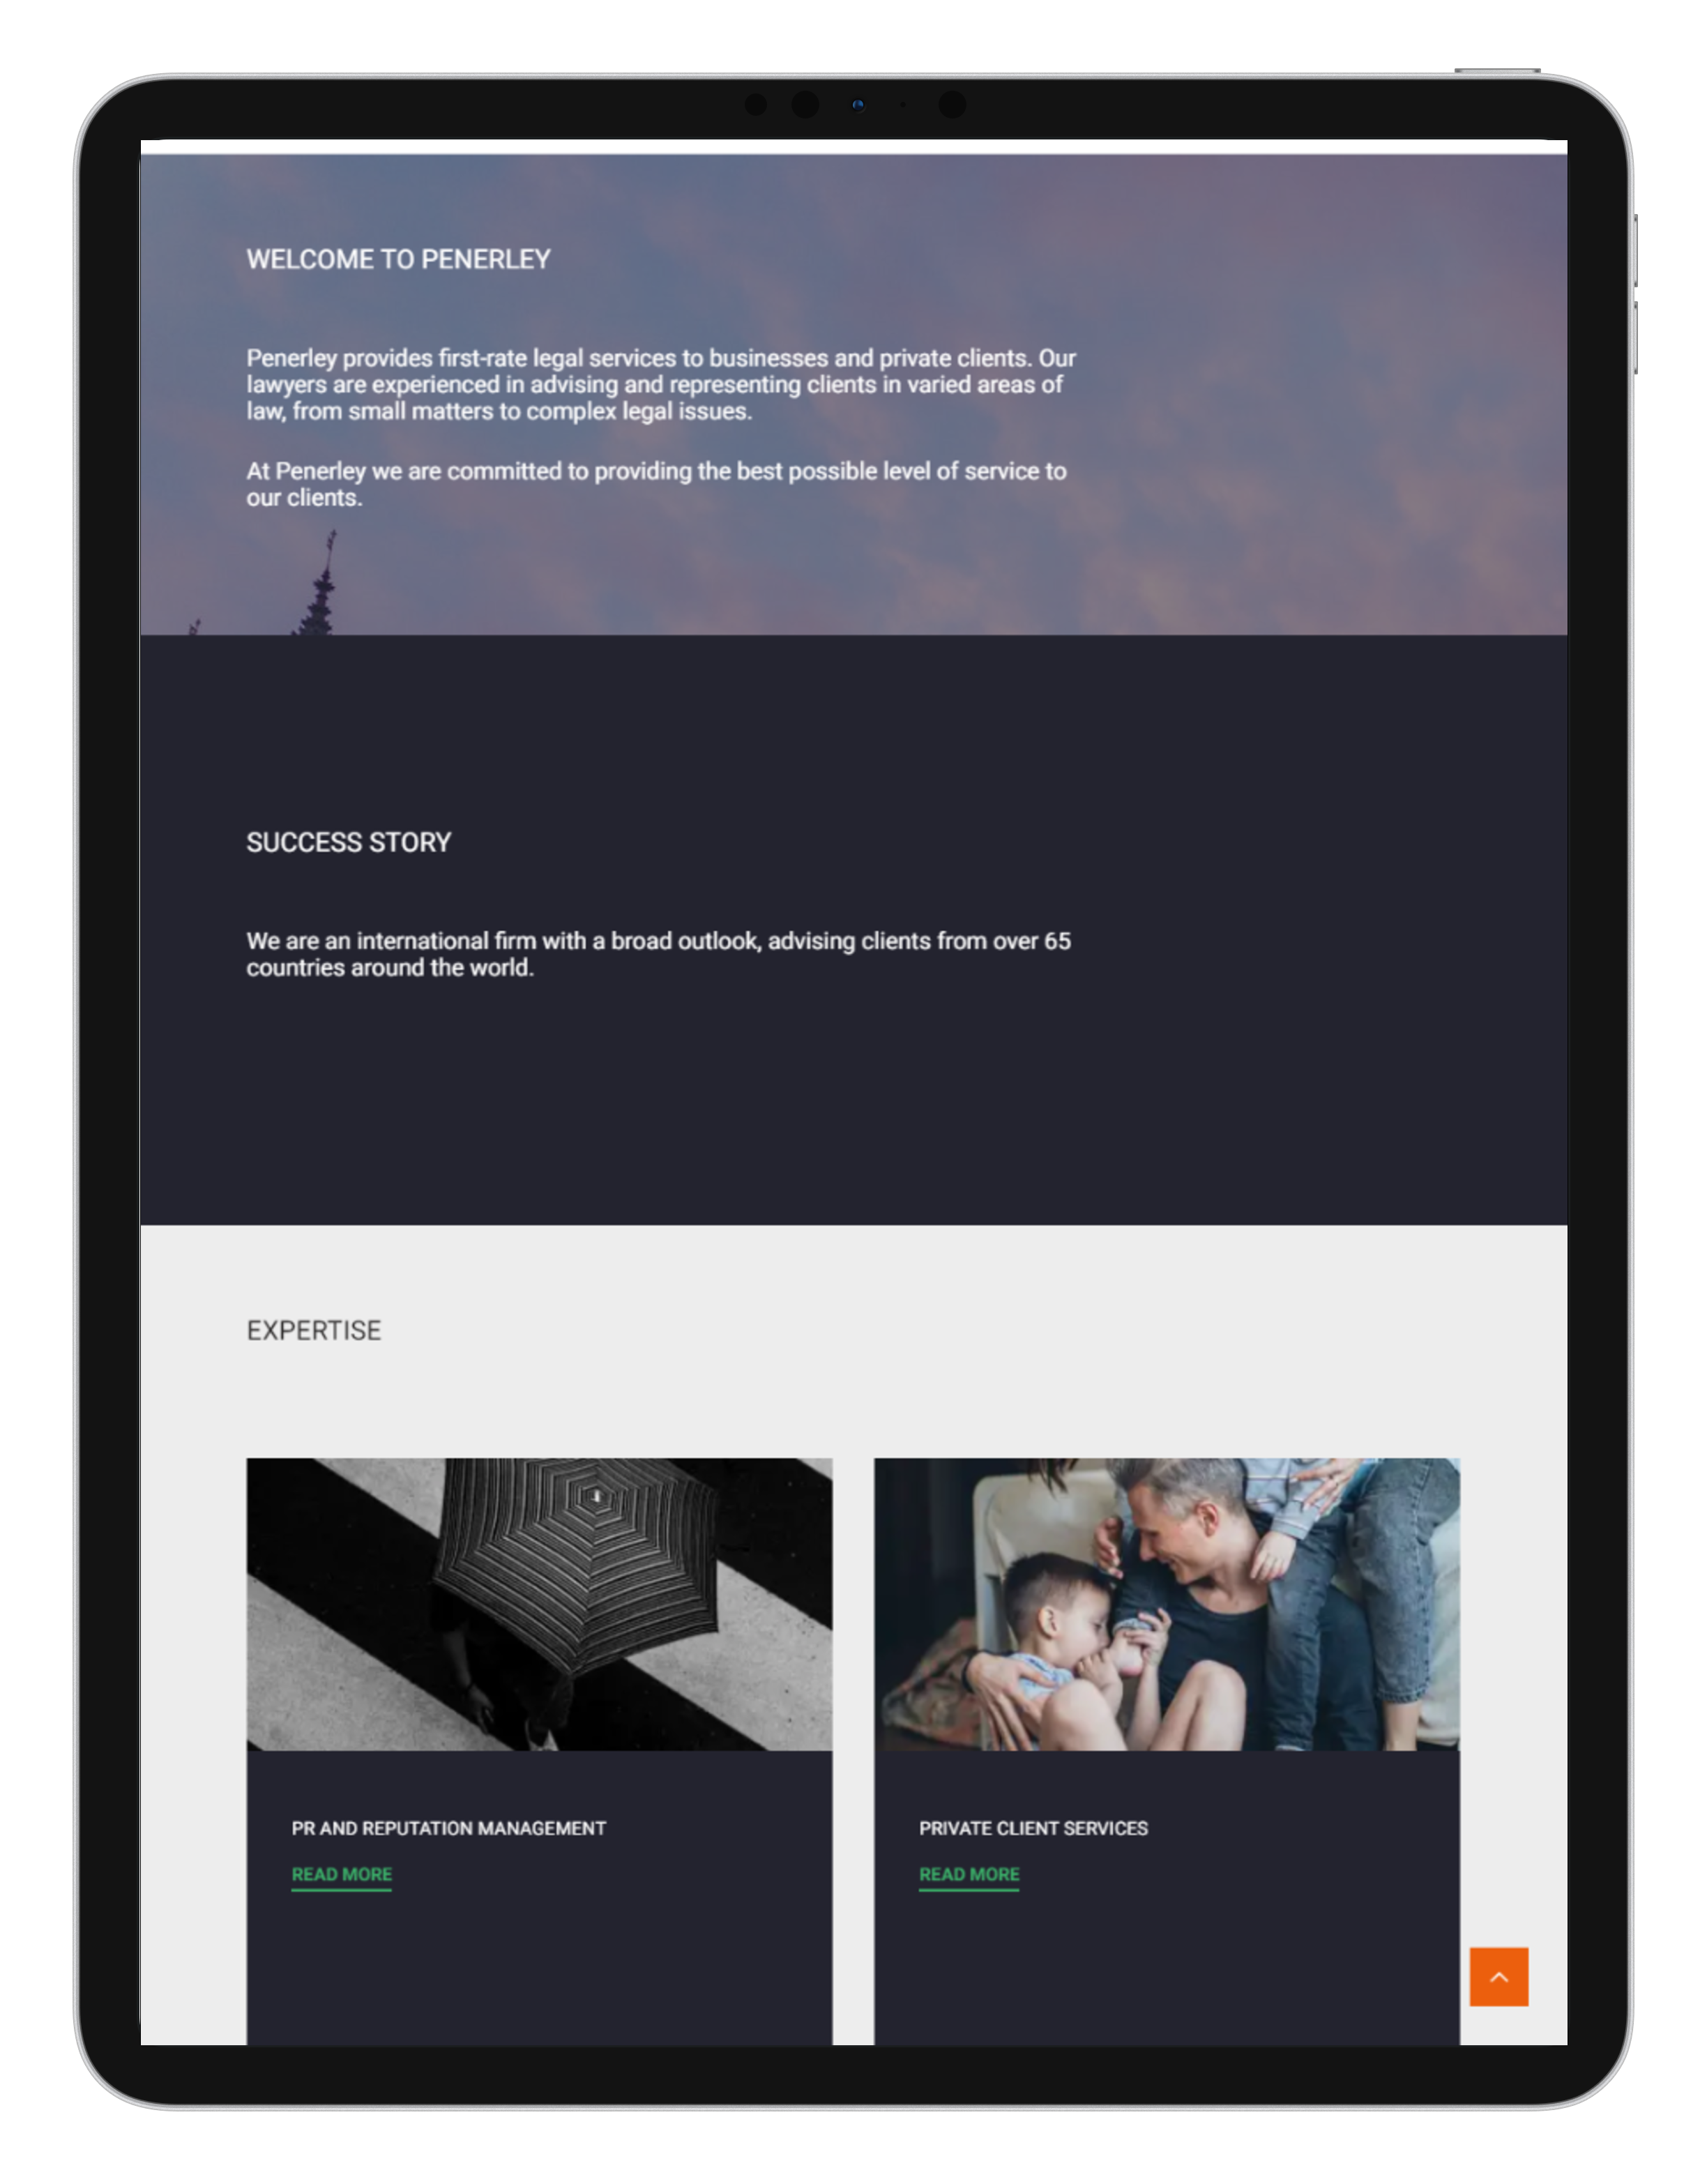 WELCOME TO PENERLEY
Penerley provides first-rate legal services to businesses and private clients. Our
lawyers are experienced in advising and representing clients in varied areas of
law, from small matters to complex legal issues.
At Penerley we are committed to providing the best possible level of service to
our clients.
SUCCESS STORY
We are an international firm with a broad outlook, advising clients from over 65
countries around the world.
EXPERTISE
PR AND REPUTATION MANAGEMENT
READ MORE
PRIVATE CLIENT SERVICES
READ MORE